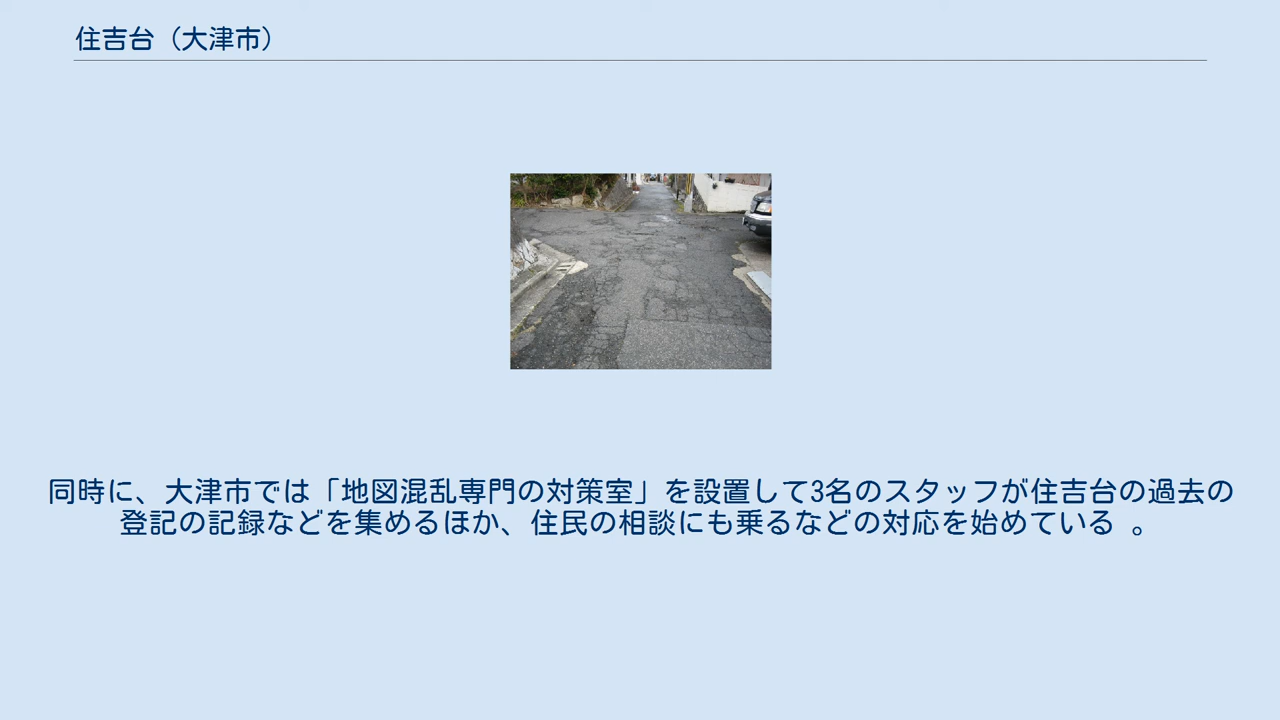 住吉台（大津市）
同時に、大津市では「地図混乱専門の対策室」を設置して3名のスタッフが住吉台の過去の
登記の記録などを集めるほか、住民の相談にも乗るなどの対応を始めている 。